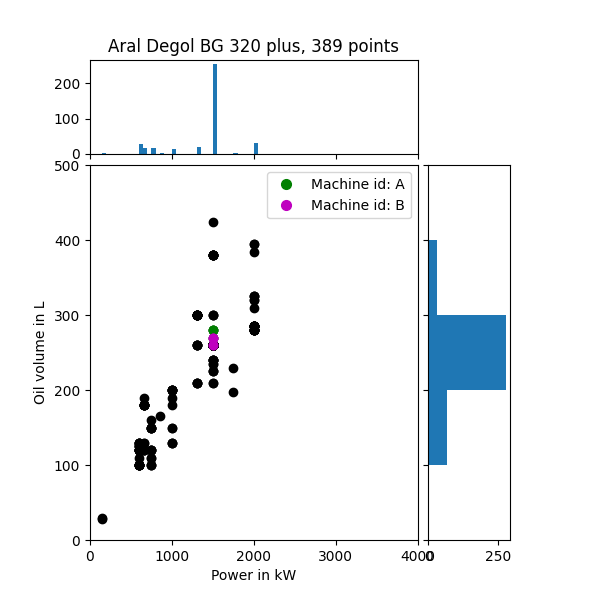 Aral Degol BG 320 plus, 389 points
200
100
0
500
400
300
200
100
0
Oil volume in L
Machine id: A
Machine id: B
0 1000 2000 3000 4000
Power in kW
0 250